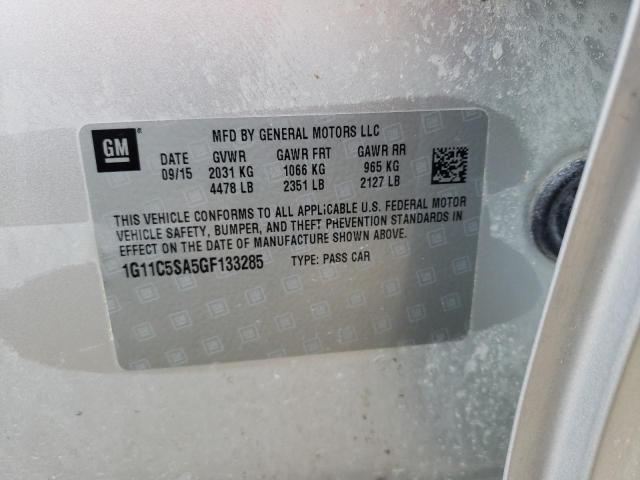 GM MFD BY GENERAL MOTORS LLC
DATE GVWR GAWR FRT GAWR RR
09/15 2031 KG 1066 KG 965 KG
4478 LB 2351 LB 2127 LB
THIS VEHICLE CONFORMS TO ALL APPLICABLE U.S. FEDERAL MOTOR
VEHICLE SAFETY, BUMPER, AND THEFT PREVENTION STANDARDS IN
EFFECT ON THE DATE OF MANUFACTURE SHOWN ABOVE.
1G11C5SA5GF133285 TYPE: PASS CAR